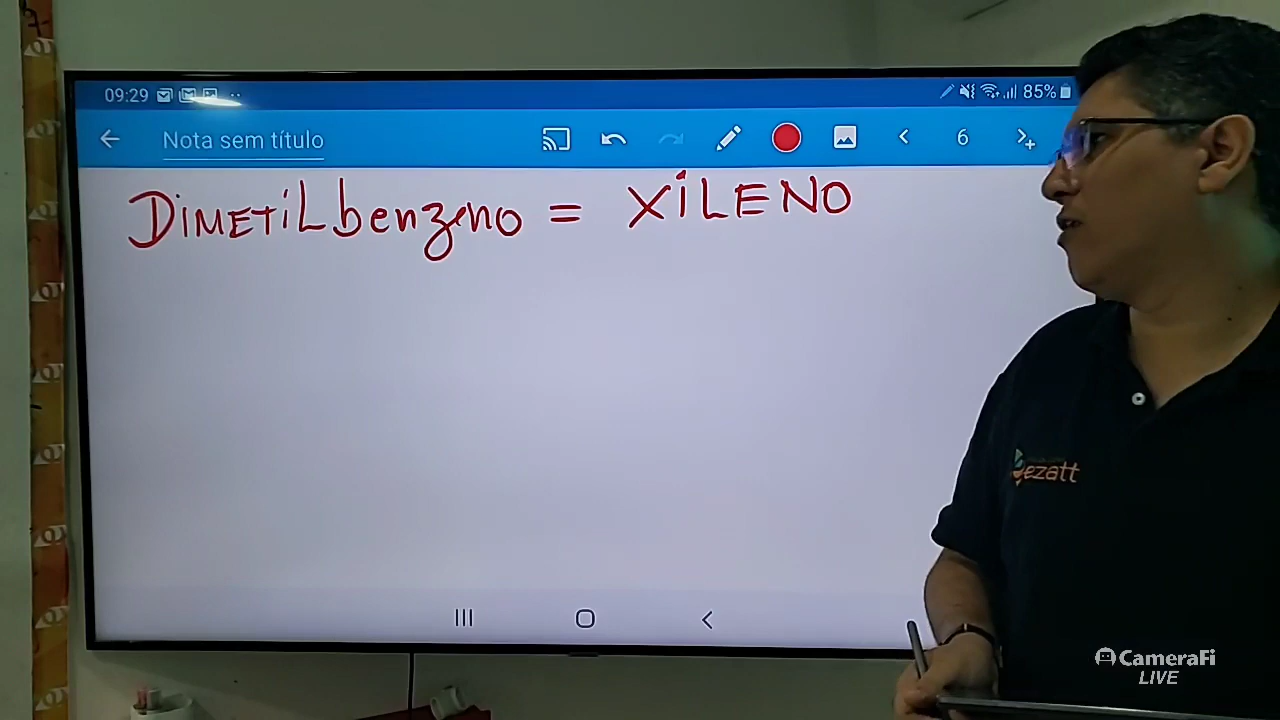 09:29 85%
Nota sem título 6
DiMETiLbenzeno = XiLENO
ezatt
CameraFi
LIVE